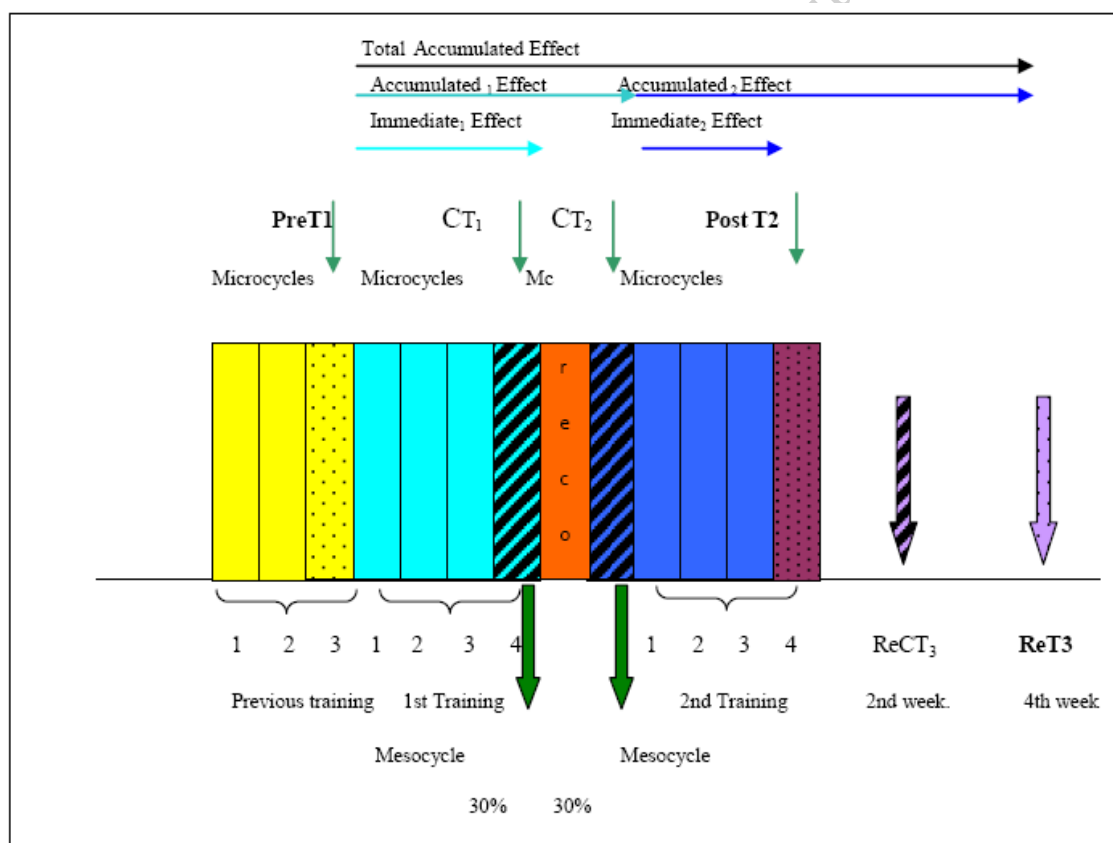 Total Accumulated Effect
Accumulated 1 Effect Accumulated 2 Effect
Immediate1 Effect Immediate2 Effect
PreT1 CT1 CT2 Post T2
Microcycles Microcycles Mc Microcycles
r
e
c
o
1 2 3 1 2 3 4 1 2 3 4 ReCT3 ReT3
Previous training 1st Training 2nd Training 2nd week. 4th week
Mesocycle Mesocycle
30% 30%